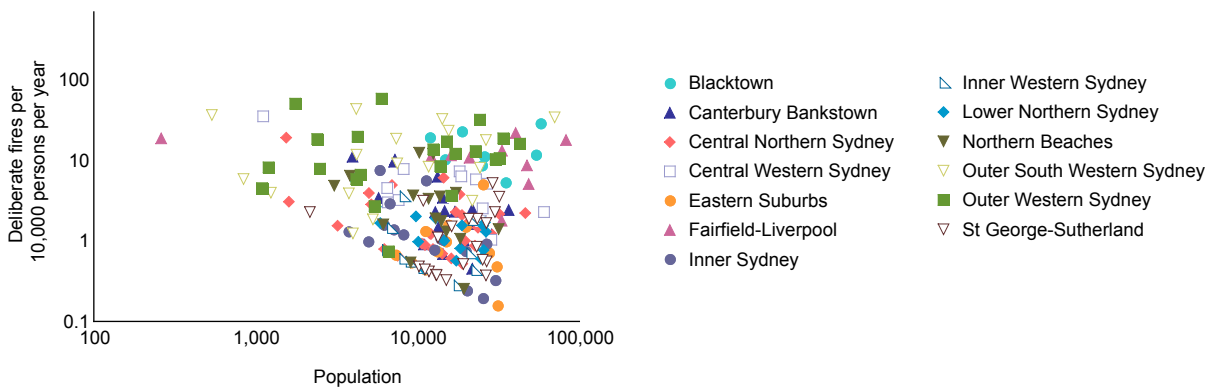 Deliberate fires per
10,000 persons per year
100
10
1
0.1
100
1,000
10,000
100,000
Population
Blacktown
Canterbury Bankstown
Central Northern Sydney
Central Western Sydney
Eastern Suburbs
Fairfield-Liverpool
Inner Sydney
Inner Western Sydney
Lower Northern Sydney
Northern Beaches
Outer South Western Sydney
Outer Western Sydney
St George-Sutherland